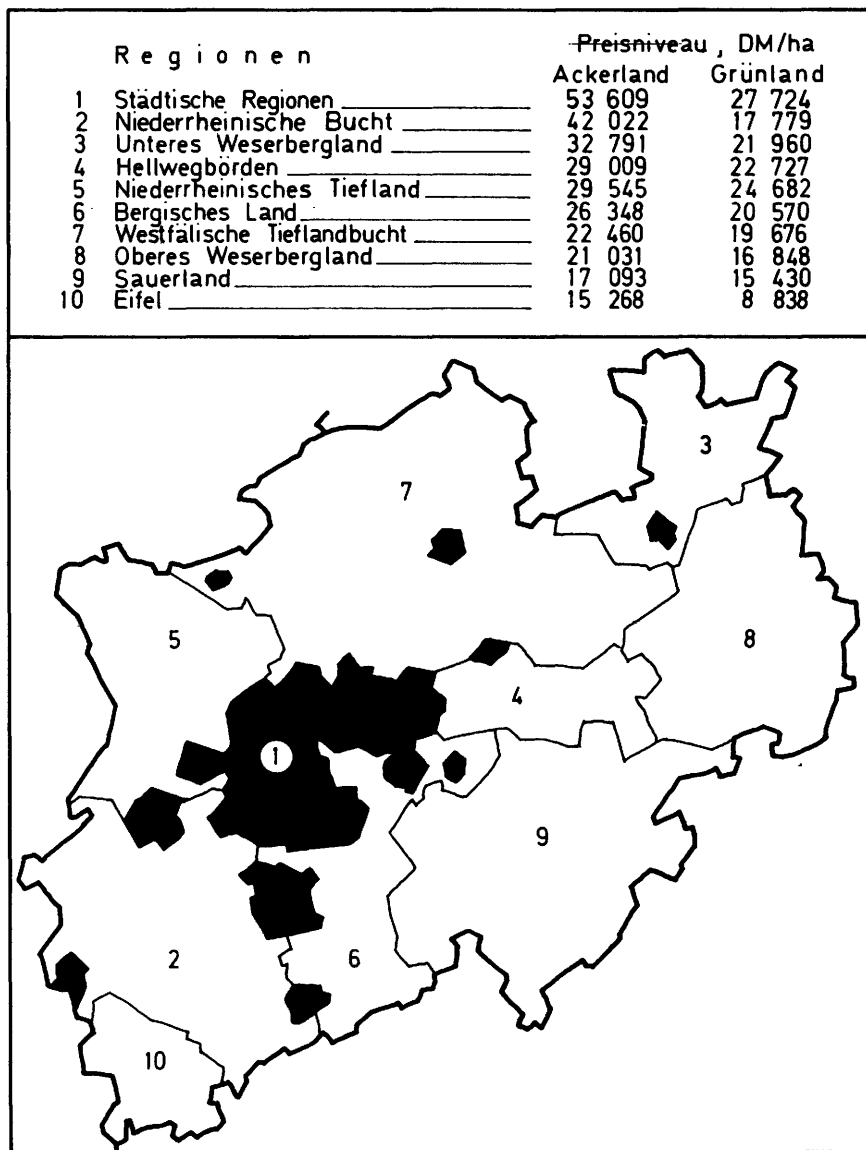 Regionen Preisniveau, DM/ha
Ackerland Grünland
1 Städtische Regionen 53 609 27 724
2 Niederrheinische Bucht 42 022 17 779
3 Unteres Weserbergland 32 791 21 960
4 Hellwegbörden 29 009 22 727
5 Niederrheinisches Tiefland 29 545 24 682
6 Bergisches Land 26 348 20 570
7 Westfälische Tieflandbucht 22 460 19 676
8 Oberes Weserbergland 21 031 16 848
9 Sauerland 17 093 15 430
10 Eifel 15 268 8 838
3
7
5
8
4
1
9
2
6
10